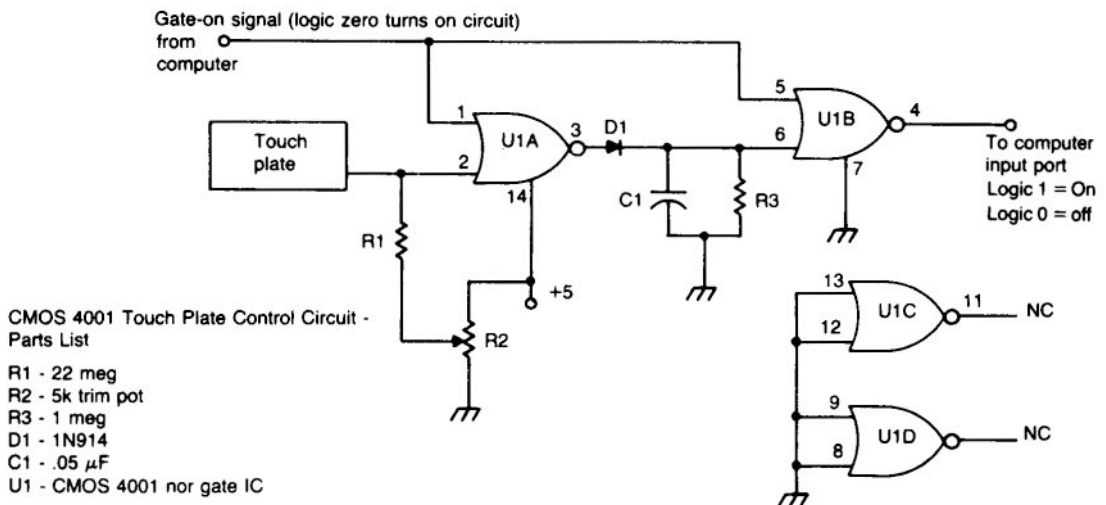 Gate-on signal (logic zero turns on circuit)
from
computer
Touch
plate
1
2
U1A
3
14
D1
5
6
U1B
4
7
To computer
input port
Logic 1 = On
Logic 0 = off
C1
R3
R1
+5
R2
13
12
U1C
11
NC
9
8
U1D
NC
CMOS 4001 Touch Plate Control Circuit -
Parts List
R1 - 22 meg
R2 - 5k trim pot
R3 - 1 meg
D1 - 1N914
C1 - .05 μF
U1 - CMOS 4001 nor gate IC